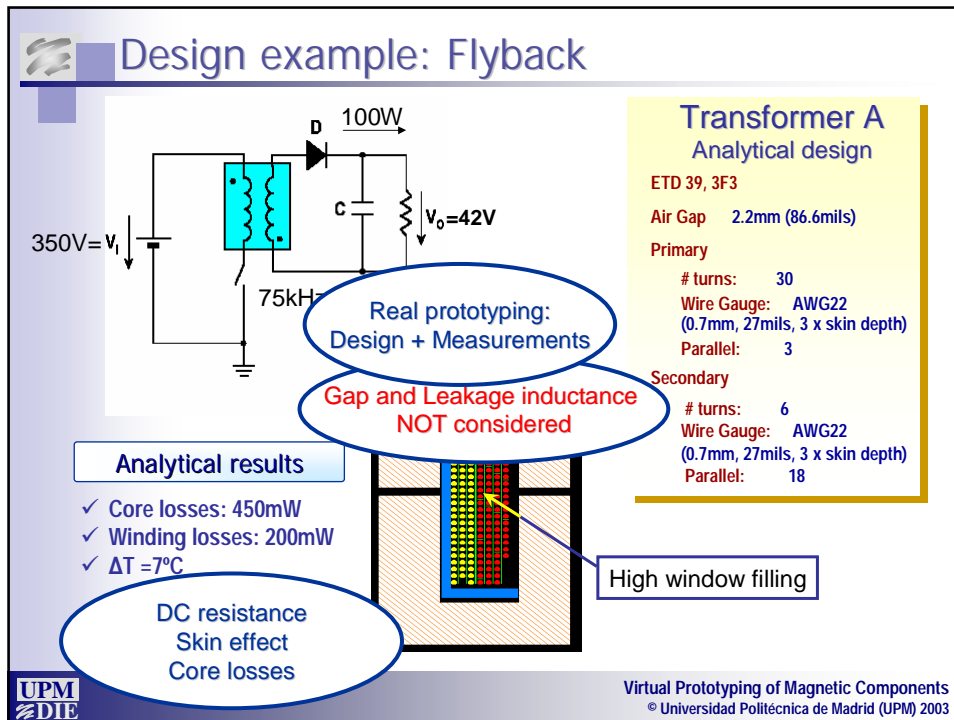 Design example: Flyback
100W
D
C
Vo=42V
350V=VI
75kHz
Real prototyping:
Design + Measurements
Gap and Leakage inductance
NOT considered
Transformer A
Analytical design
ETD 39, 3F3
Air Gap 2.2mm (86.6mils)
Primary
# turns: 30
Wire Gauge: AWG22
(0.7mm, 27mils, 3 x skin depth)
Parallel: 3
Secondary
# turns: 6
Wire Gauge: AWG22
(0.7mm, 27mils, 3 x skin depth)
Parallel: 18
Analytical results
✓ Core losses: 450mW
✓ Winding losses: 200mW
✓ ΔT =7ºC
High window filling
DC resistance
Skin effect
Core losses
UPM
DIE
Virtual Prototyping of Magnetic Components
© Universidad Politécnica de Madrid (UPM) 2003